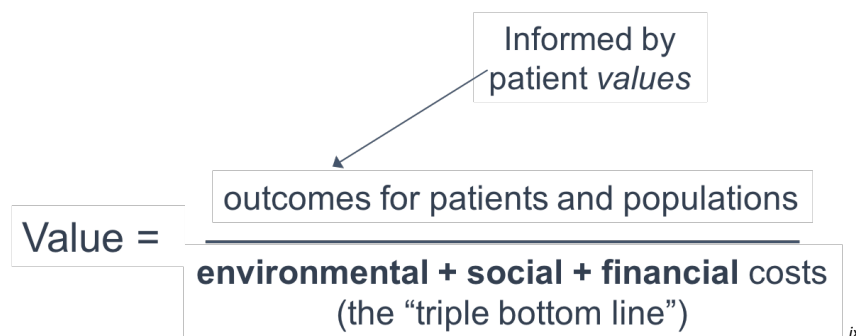 Informed by
patient values
outcomes for patients and populations
Value =
environmental + social + financial costs
(the “triple bottom line”)